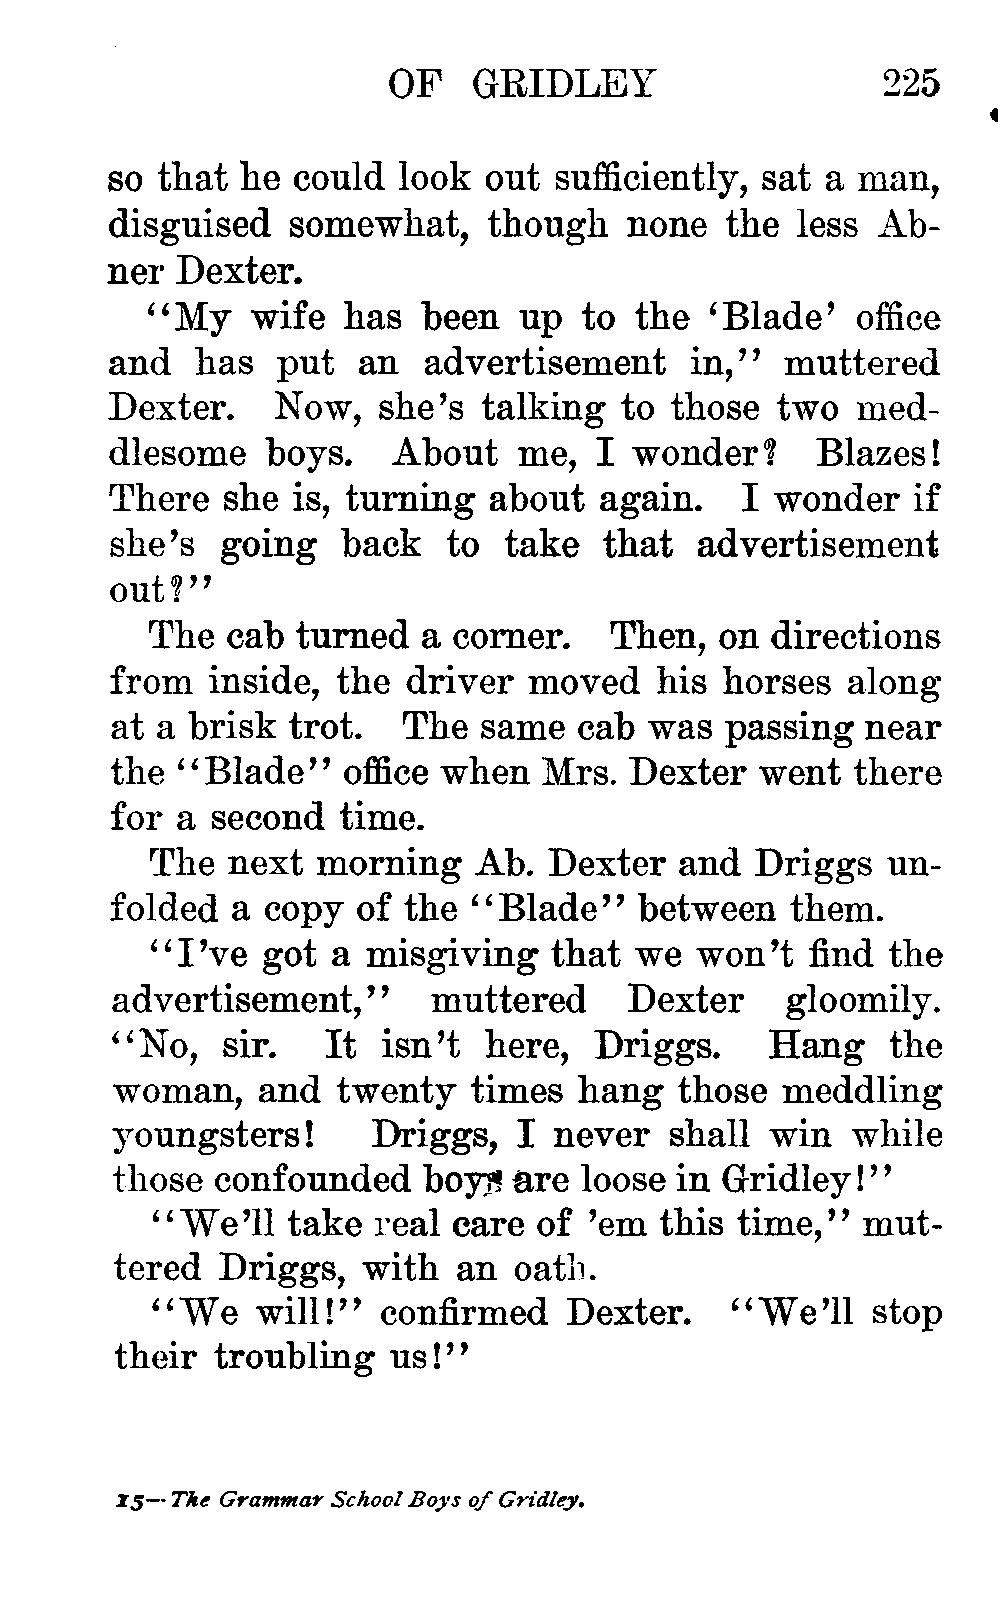 OF GRIDLEY 225
so that he could look out sufficiently, sat a man,
disguised somewhat, though none the less Ab-
ner Dexter.
“My wife has been up to the ‘Blade’ office
and has put an advertisement in,” muttered
Dexter. Now, she’s talking to those two med-
dlesome boys. About me, I wonder? Blazes!
There she is, turning about again. I wonder if
she’s going back to take that advertisement
out?”
The cab turned a corner. Then, on directions
from inside, the driver moved his horses along
at a brisk trot. The same cab was passing near
the “Blade” office when Mrs. Dexter went there
for a second time.
The next morning Ab. Dexter and Driggs un-
folded a copy of the “Blade” between them.
“I’ve got a misgiving that we won’t find the
advertisement,” muttered Dexter gloomily.
“No, sir. It isn’t here, Driggs. Hang the
woman, and twenty times hang those meddling
youngsters! Driggs, I never shall win while
those confounded boys are loose in Gridley!”
“We’ll take real care of ’em this time,” mut-
tered Driggs, with an oath.
“We will!” confirmed Dexter. “We’ll stop
their troubling us!”
15—The Grammar School Boys of Gridley.